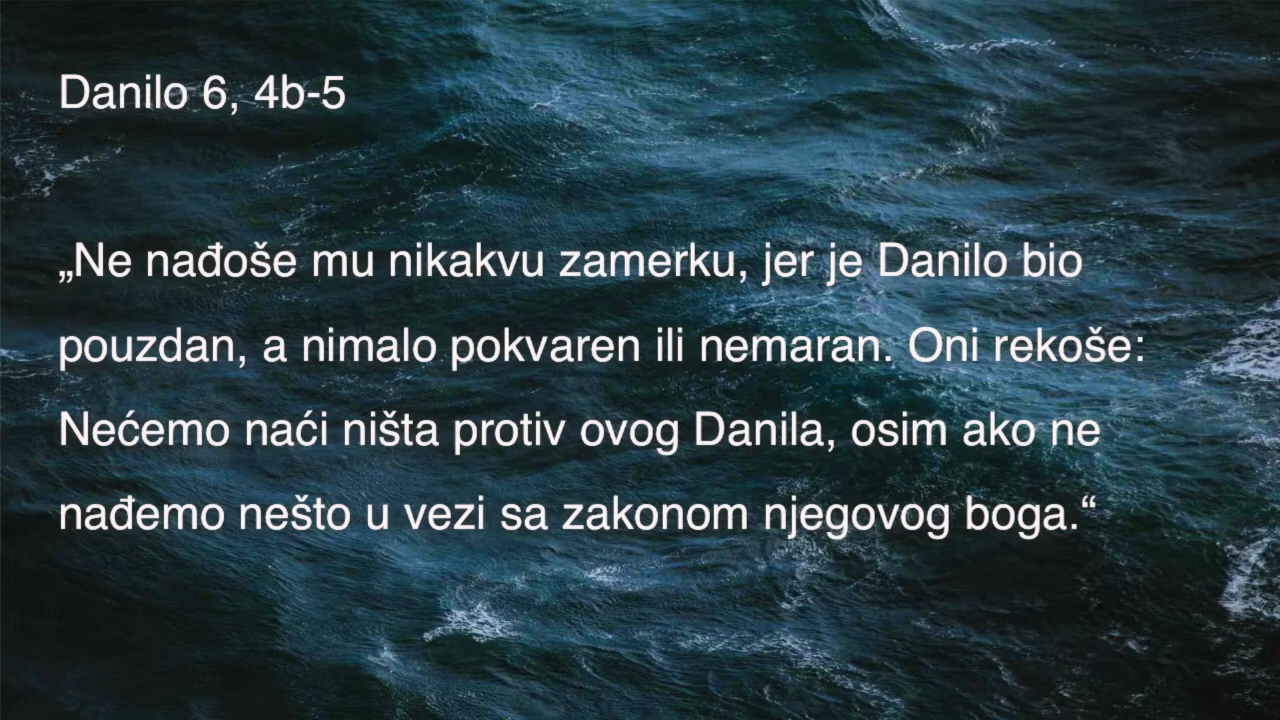 Danilo 6, 4b-5
„Ne nađoše mu nikakvu zamerku, jer je Danilo bio
pouzdan, a nimalo pokvaren ili nemaran. Oni rekoše:
Nećemo naći ništa protiv ovog Danila, osim ako ne
nađemo nešto u vezi sa zakonom njegovog boga.“